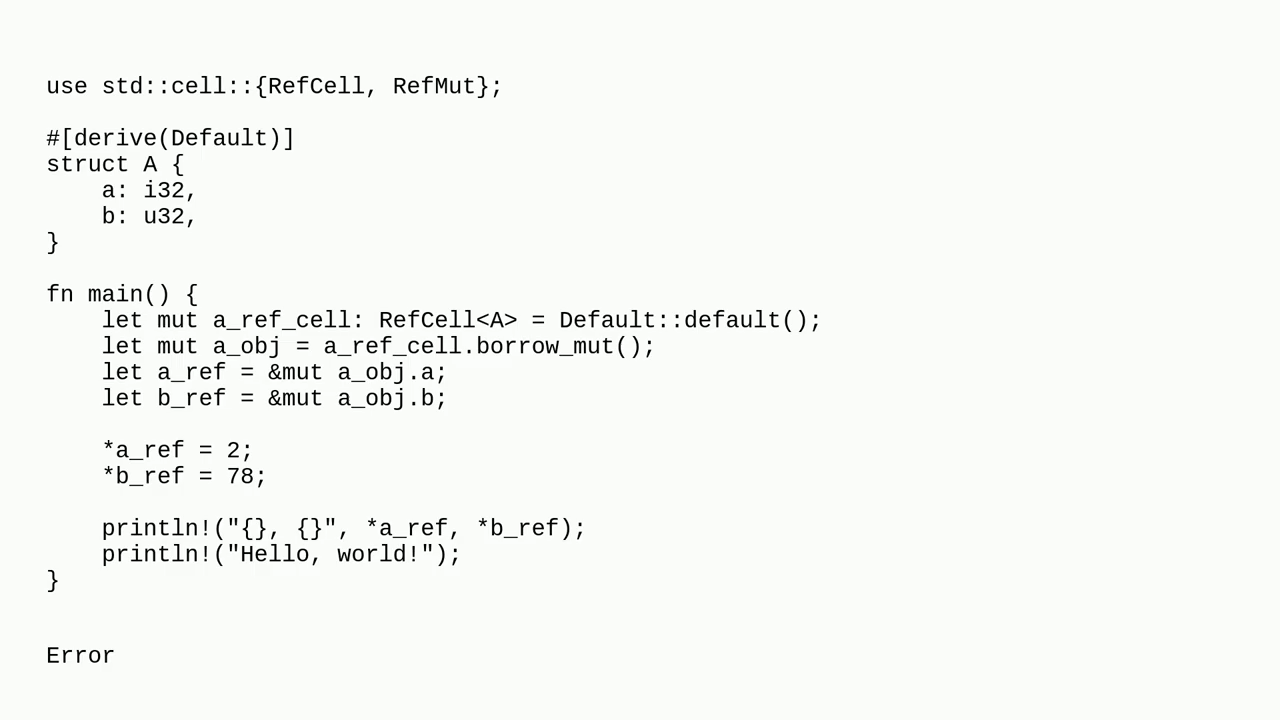 use std::cell::{RefCell, RefMut};
#[derive(Default)]
struct A {
    a: i32,
    b: u32,
}
fn main() {
    let mut a_ref_cell: RefCell<A> = Default::default();
    let mut a_obj = a_ref_cell.borrow_mut();
    let a_ref = &mut a_obj.a;
    let b_ref = &mut a_obj.b;
    *a_ref = 2;
    *b_ref = 78;
    println!("{}, {}", *a_ref, *b_ref);
    println!("Hello, world!");
}
Error